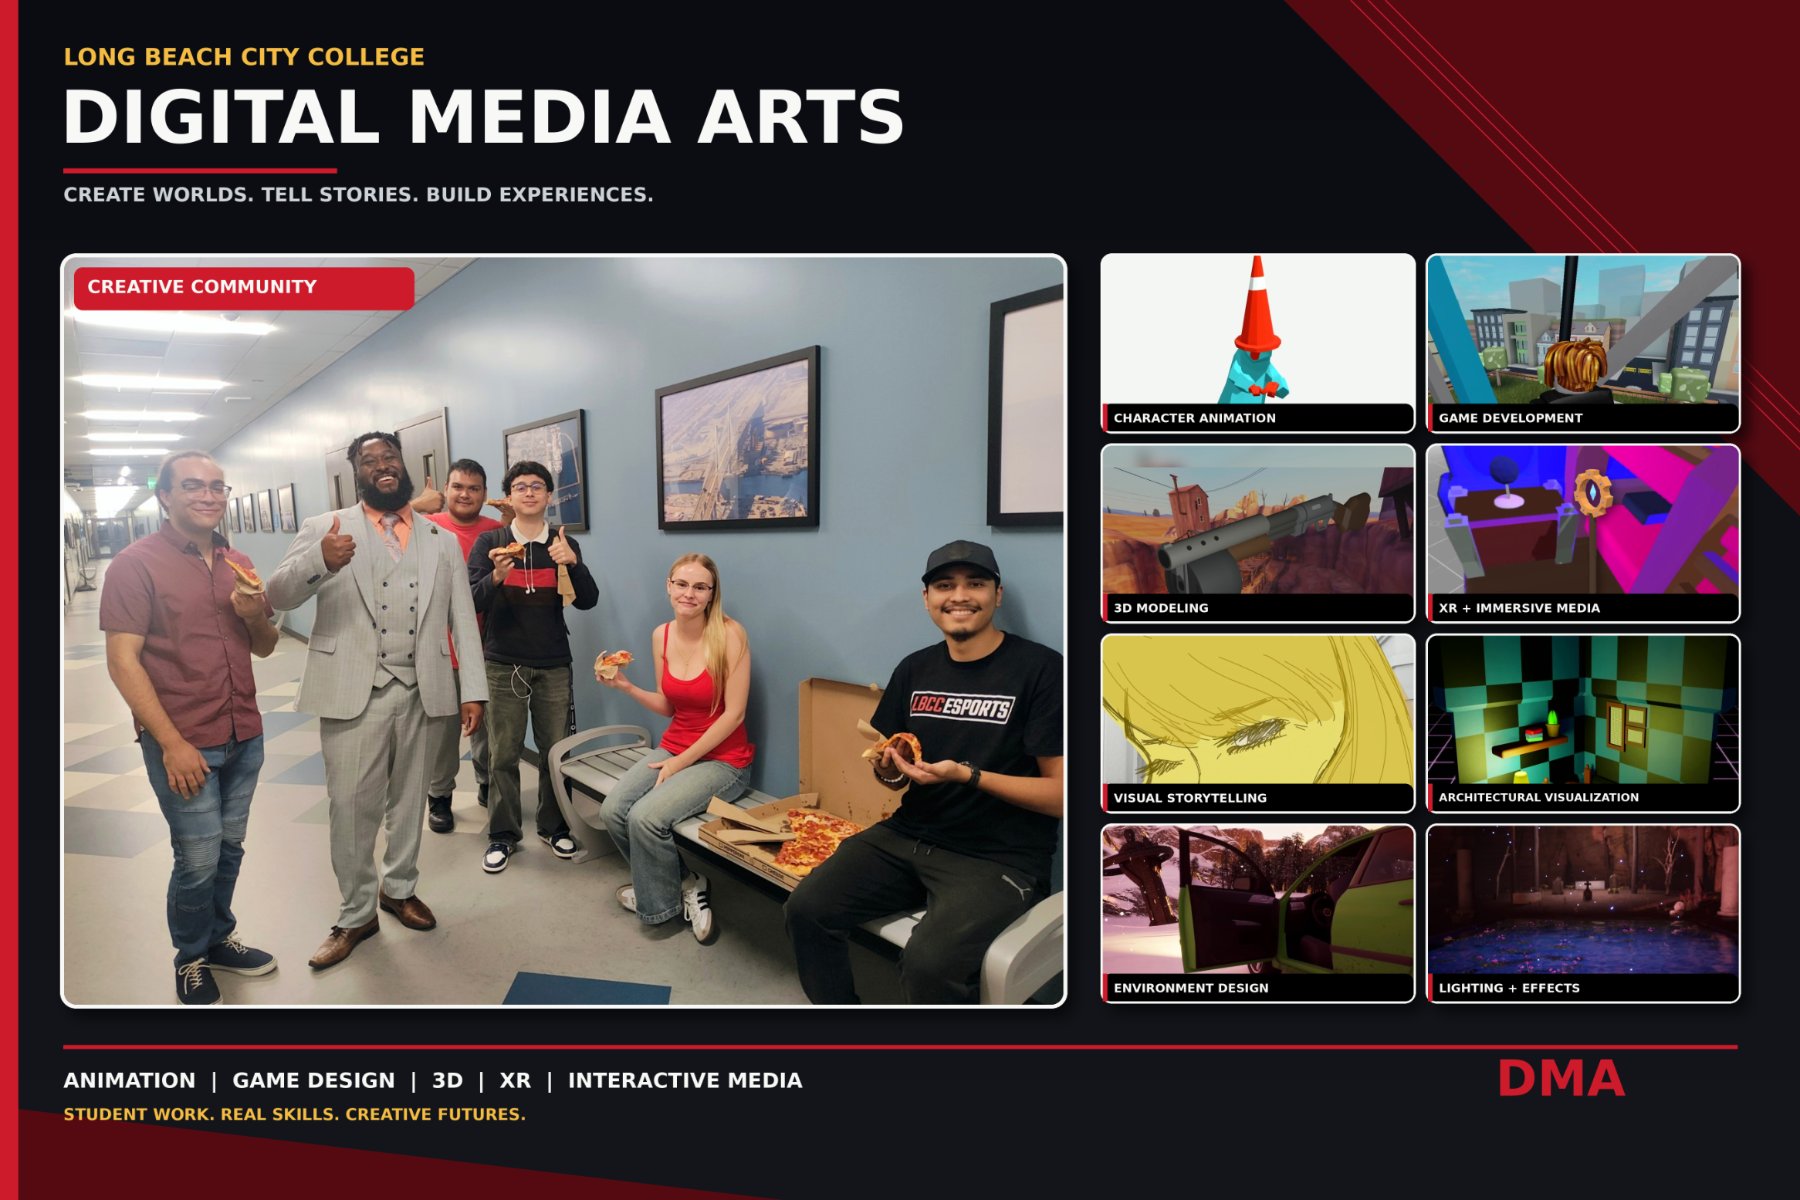 LONG BEACH CITY COLLEGE
DIGITAL MEDIA ARTS
CREATE WORLDS. TELL STORIES. BUILD EXPERIENCES.
CREATIVE COMMUNITY
LBCC ESPORTS
CHARACTER ANIMATION
GAME DEVELOPMENT
3D MODELING
XR + IMMERSIVE MEDIA
VISUAL STORYTELLING
ARCHITECTURAL VISUALIZATION
ENVIRONMENT DESIGN
LIGHTING + EFFECTS
ANIMATION | GAME DESIGN | 3D | XR | INTERACTIVE MEDIA
STUDENT WORK. REAL SKILLS. CREATIVE FUTURES.
DMA